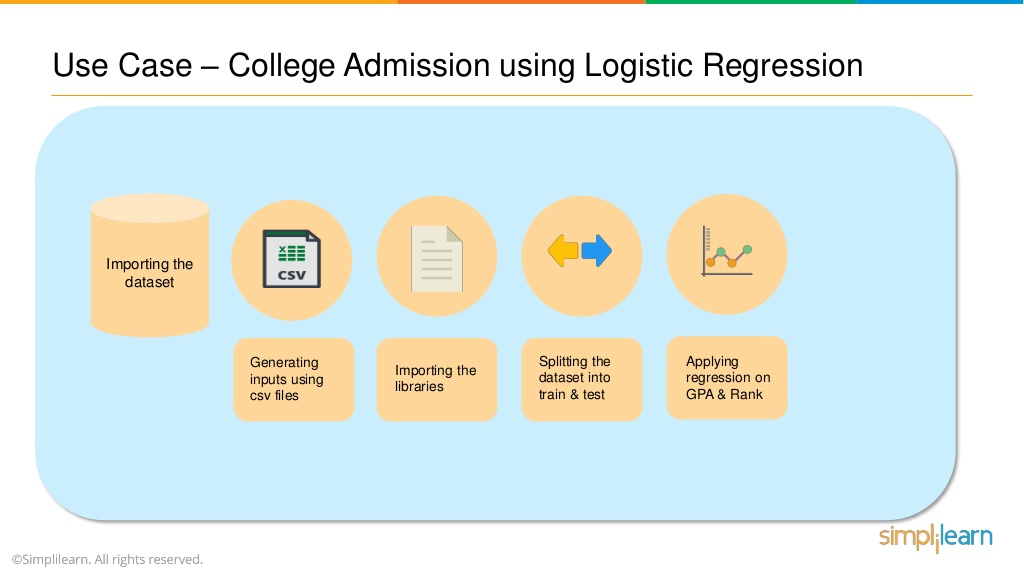 Use Case – College Admission using Logistic Regression
Importing the
dataset
CSV
Generating
inputs using
csv files
Importing the
libraries
Splitting the
dataset into
train & test
Applying
regression on
GPA & Rank
simplilearn
©Simplilearn. All rights reserved.